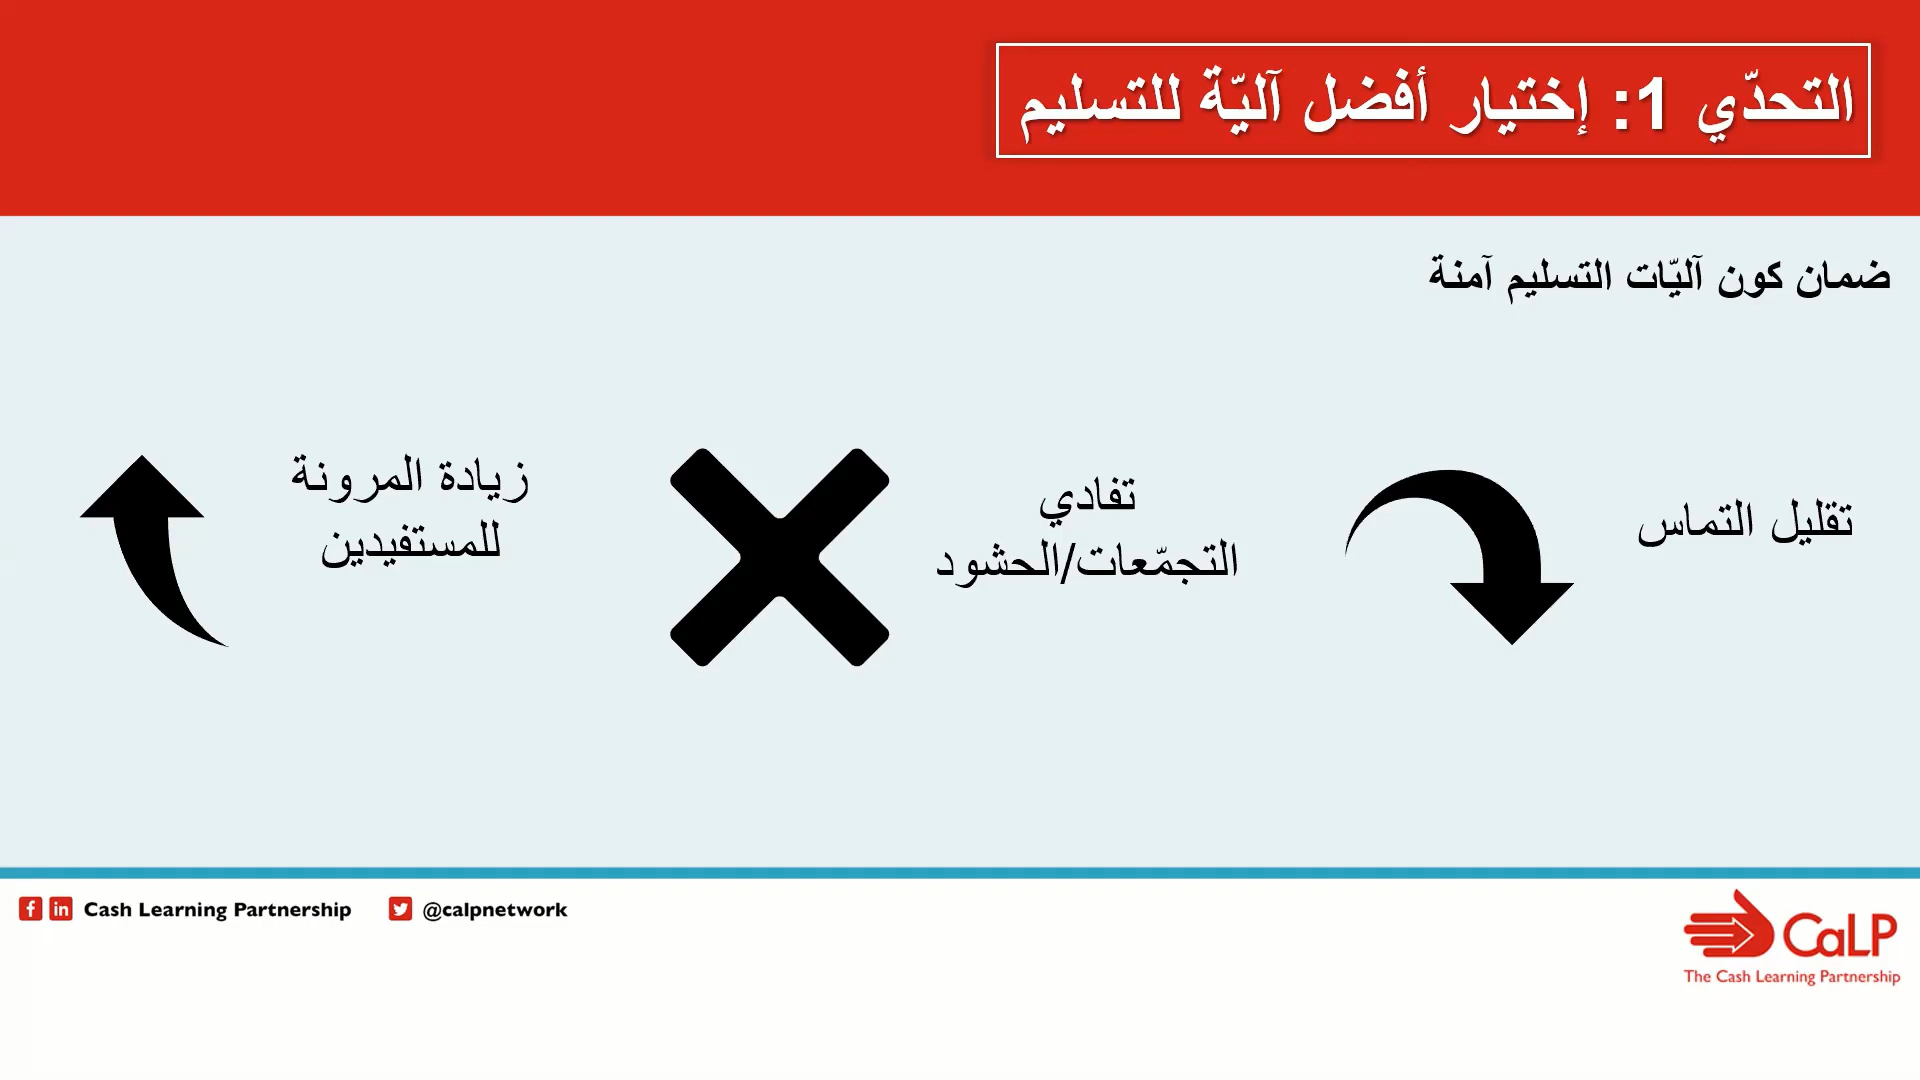 التحدّي 1: إختيار أفضل آليّة للتسليم
ضمان كون آليّات التسليم آمنة
تقليل التماس
تفادي
التجمّعات/الحشود
زيادة المرونة
للمستفيدين
Cash Learning Partnership
@calpnetwork
CaLP
The Cash Learning Partnership